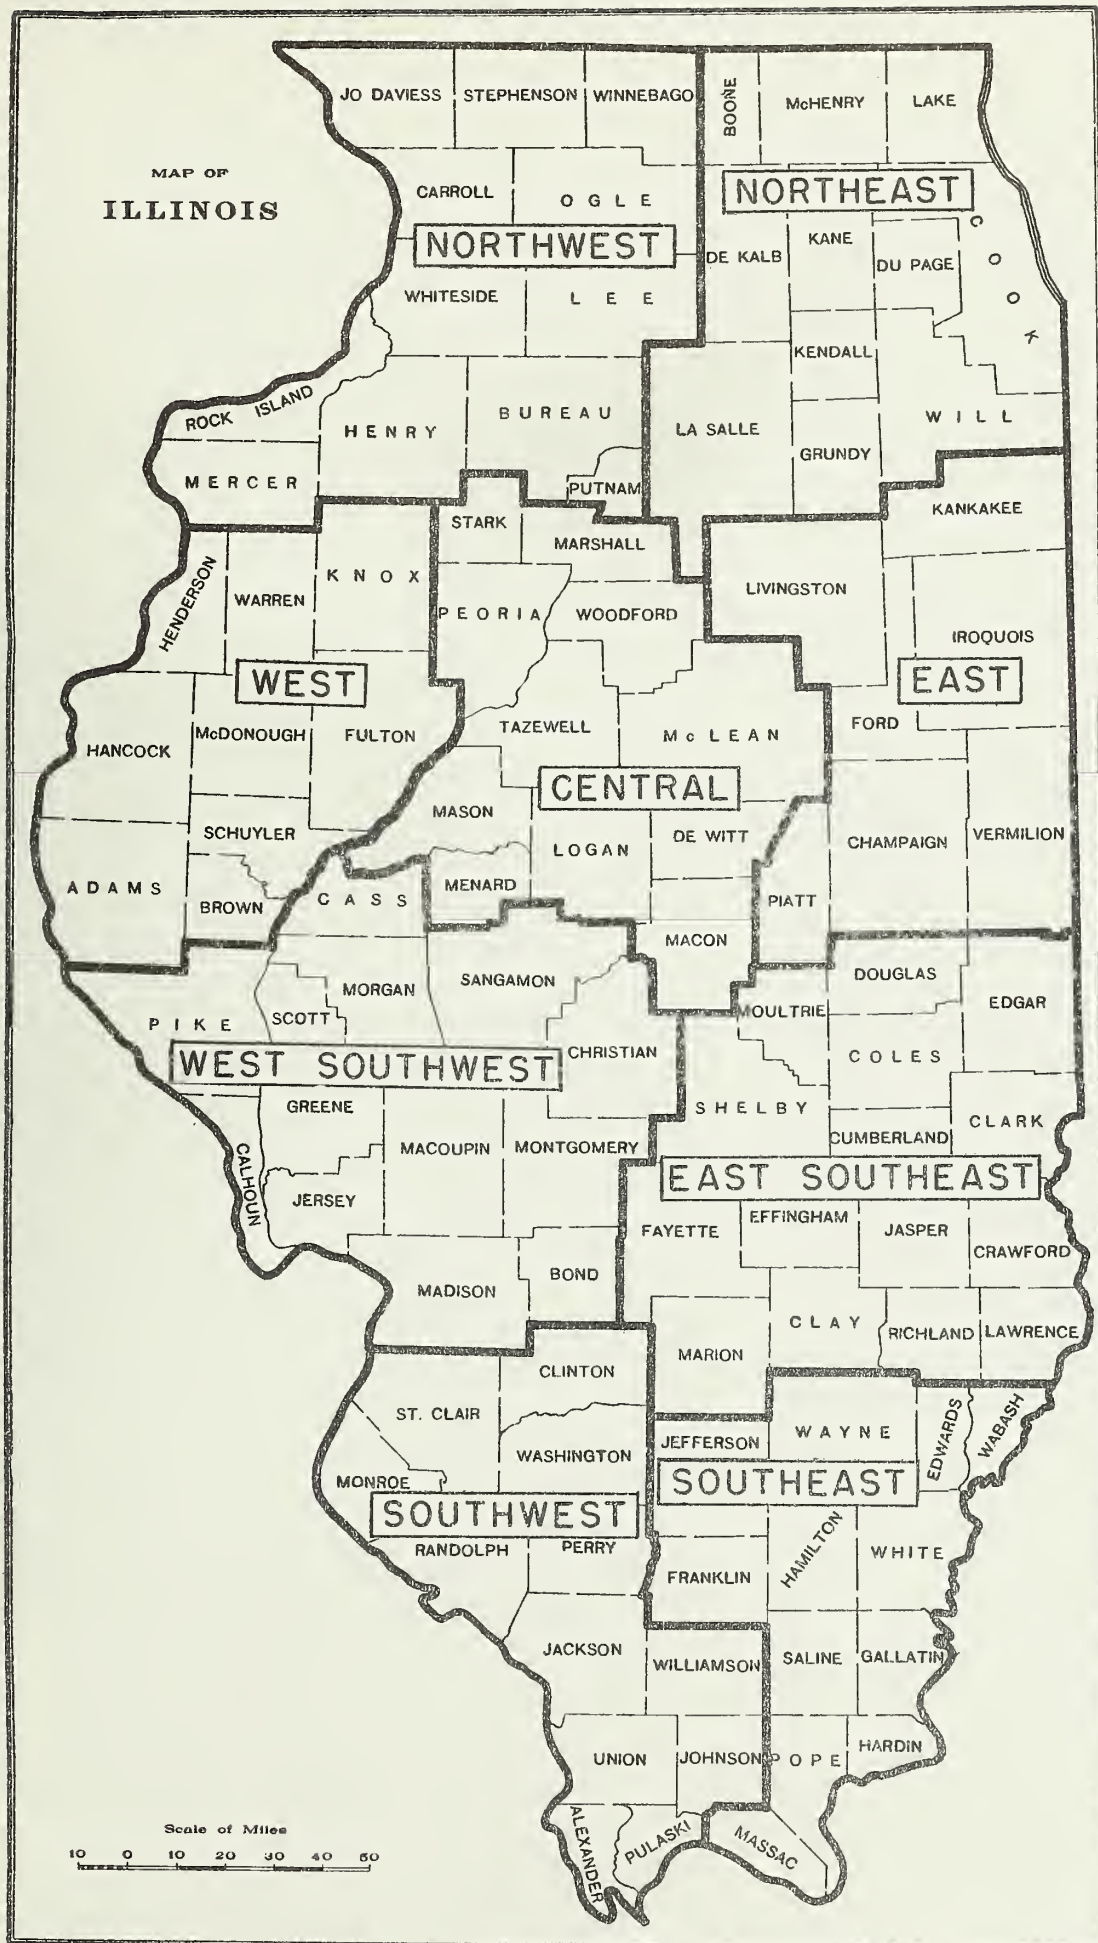 MAP OF
ILLINOIS
JO DAVIESS
STEPHENSON
WINNEBAGO
BOONE
McHENRY
LAKE
CARROLL
OGLE
NORTHEAST
NORTHWEST
DE KALB
KANE
DU PAGE
COOK
WHITESIDE
LEE
KENDALL
ROCK ISLAND
HENRY
BUREAU
LA SALLE
GRUNDY
WILL
MERCER
PUTNAM
STARK
MARSHALL
KANKAKEE
HENDERSON
WARREN
KNOX
PEORIA
WOODFORD
LIVINGSTON
IROQUOIS
WEST
EAST
HANCOCK
McDONOUGH
FULTON
TAZEWELL
McLEAN
FORD
CENTRAL
MASON
SCHUYLER
LOGAN
DE WITT
CHAMPAIGN
VERMILION
ADAMS
BROWN
CASS
MENARD
PIATT
MACON
SANGAMON
MORGAN
DOUGLAS
EDGAR
PIKE
SCOTT
MOULTRIE
COLES
CHRISTIAN
WEST SOUTHWEST
GREENE
SHELBY
CUMBERLAND
CLARK
CALHOUN
MACOUPIN
MONTGOMERY
EAST SOUTHEAST
JERSEY
FAYETTE
EFFINGHAM
JASPER
CRAWFORD
MADISON
BOND
CLAY
RICHLAND
LAWRENCE
MARION
CLINTON
ST. CLAIR
WASHINGTON
JEFFERSON
WAYNE
EDWARDS
WABASH
MONROE
SOUTHEAST
SOUTHWEST
RANDOLPH
PERRY
FRANKLIN
HAMILTON
WHITE
JACKSON
WILLIAMSON
SALINE
GALLATIN
UNION
JOHNSON
POPE
HARDIN
ALEXANDER
PULASKI
MASSAC
Scale of Miles
10 0 10 20 30 40 50